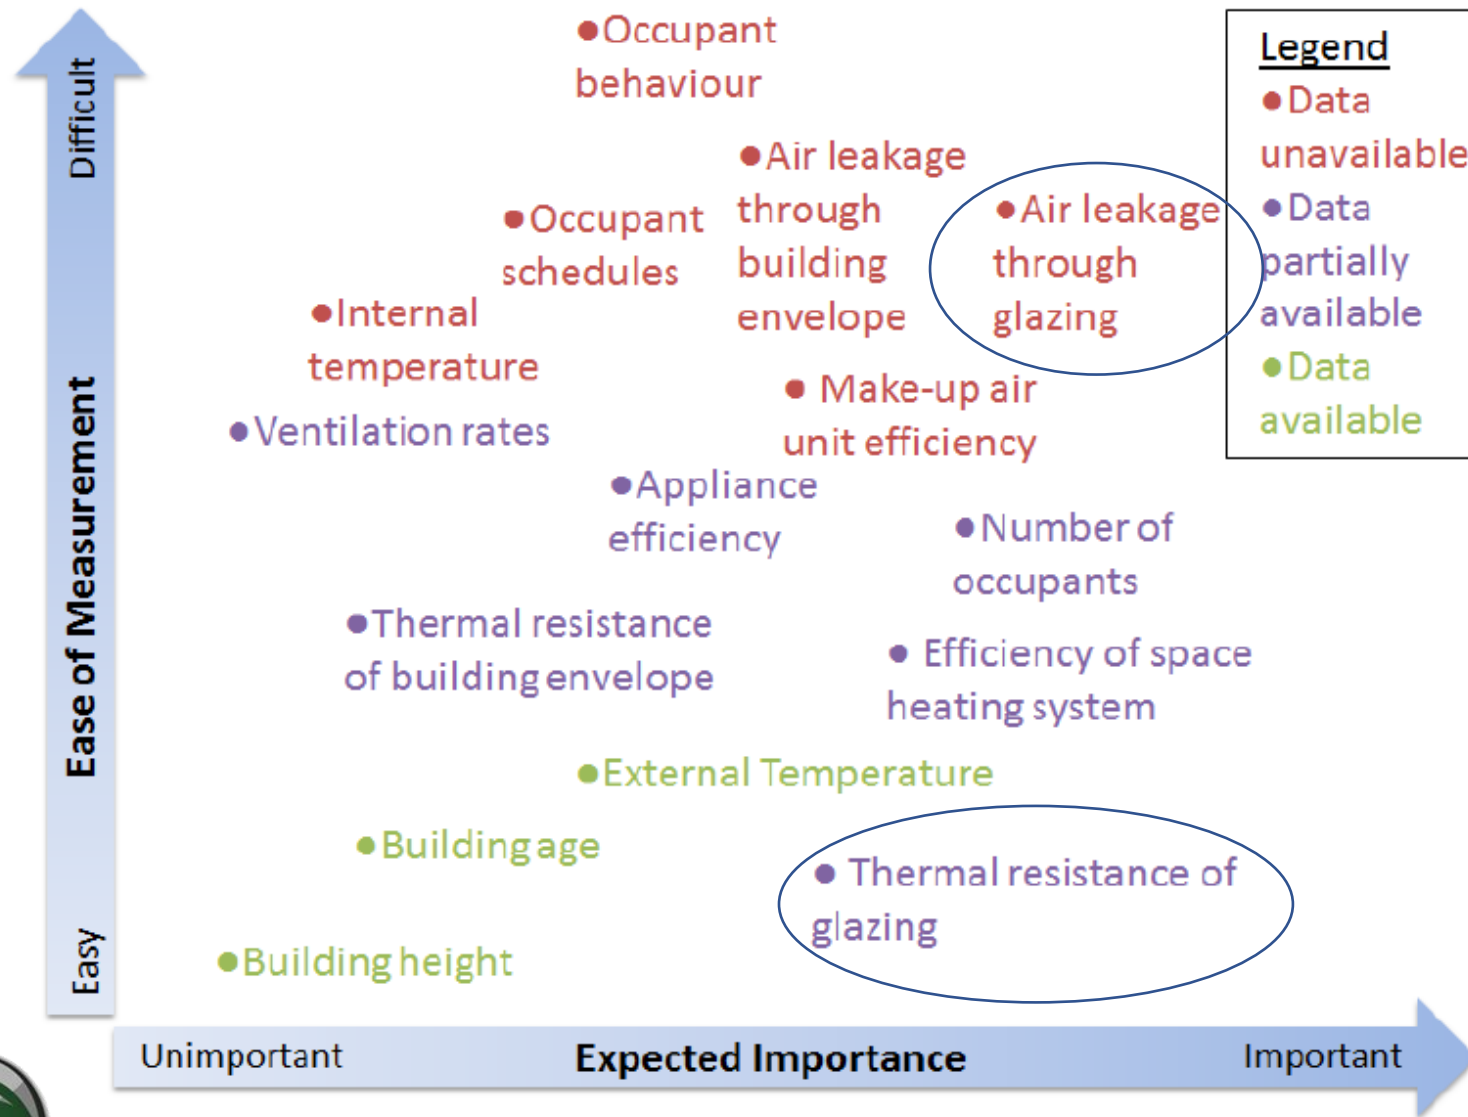 Difficult
Ease of Measurement
Easy
●Occupant
behaviour
●Air leakage
through
building
envelope
●Air leakage
through
glazing
●Occupant
schedules
●Internal
temperature
●Ventilation rates
● Make-up air
unit efficiency
●Appliance
efficiency
●Number of
occupants
●Thermal resistance
of building envelope
● Efficiency of space
heating system
●External Temperature
●Building age
● Thermal resistance of
glazing
●Building height
Unimportant
Expected Importance
Important
Legend
●Data
unavailable
●Data
partially
available
●Data
available